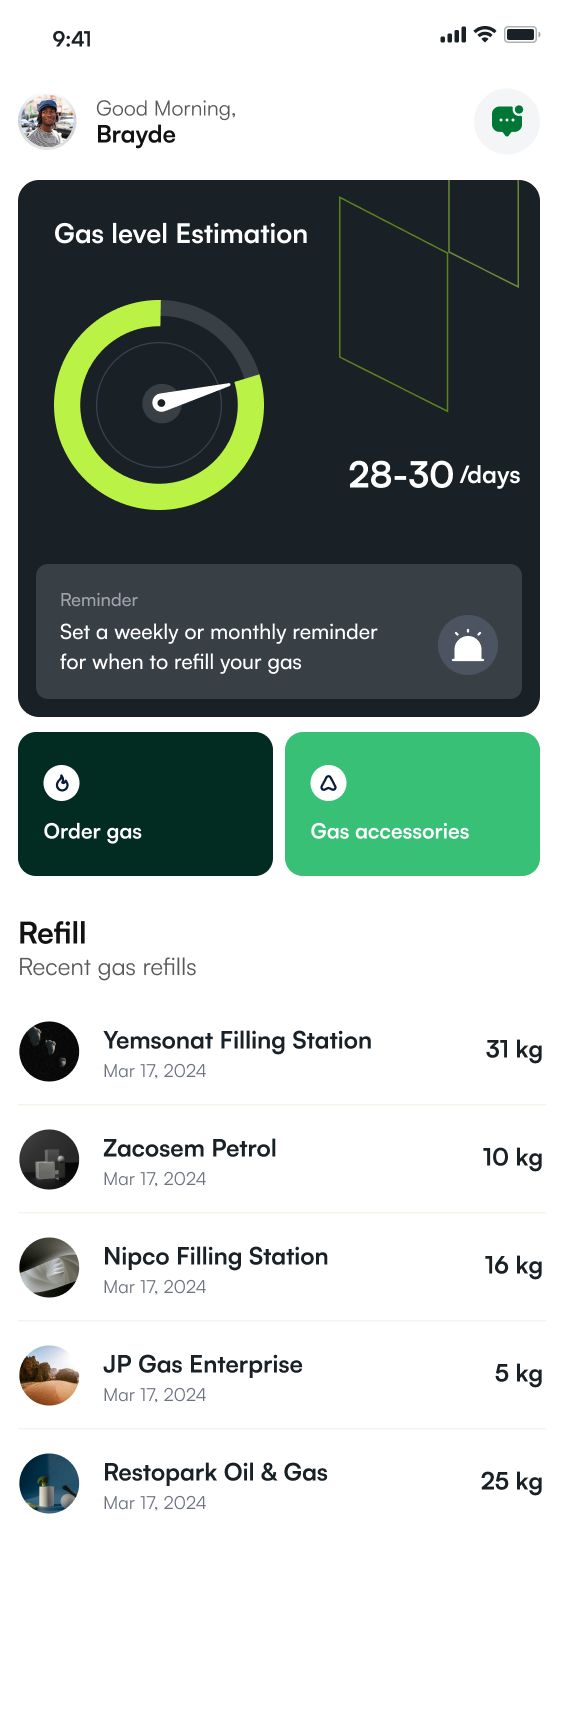 9:41
Good Morning,
Brayde
Gas level Estimation
28-30 /days
Reminder
Set a weekly or monthly reminder
for when to refill your gas
Order gas
Gas accessories
Refill
Recent gas refills
Yemsonat Filling Station
31 kg
Mar 17, 2024
Zacosem Petrol
10 kg
Mar 17, 2024
Nipco Filling Station
16 kg
Mar 17, 2024
JP Gas Enterprise
5 kg
Mar 17, 2024
Restopark Oil & Gas
25 kg
Mar 17, 2024